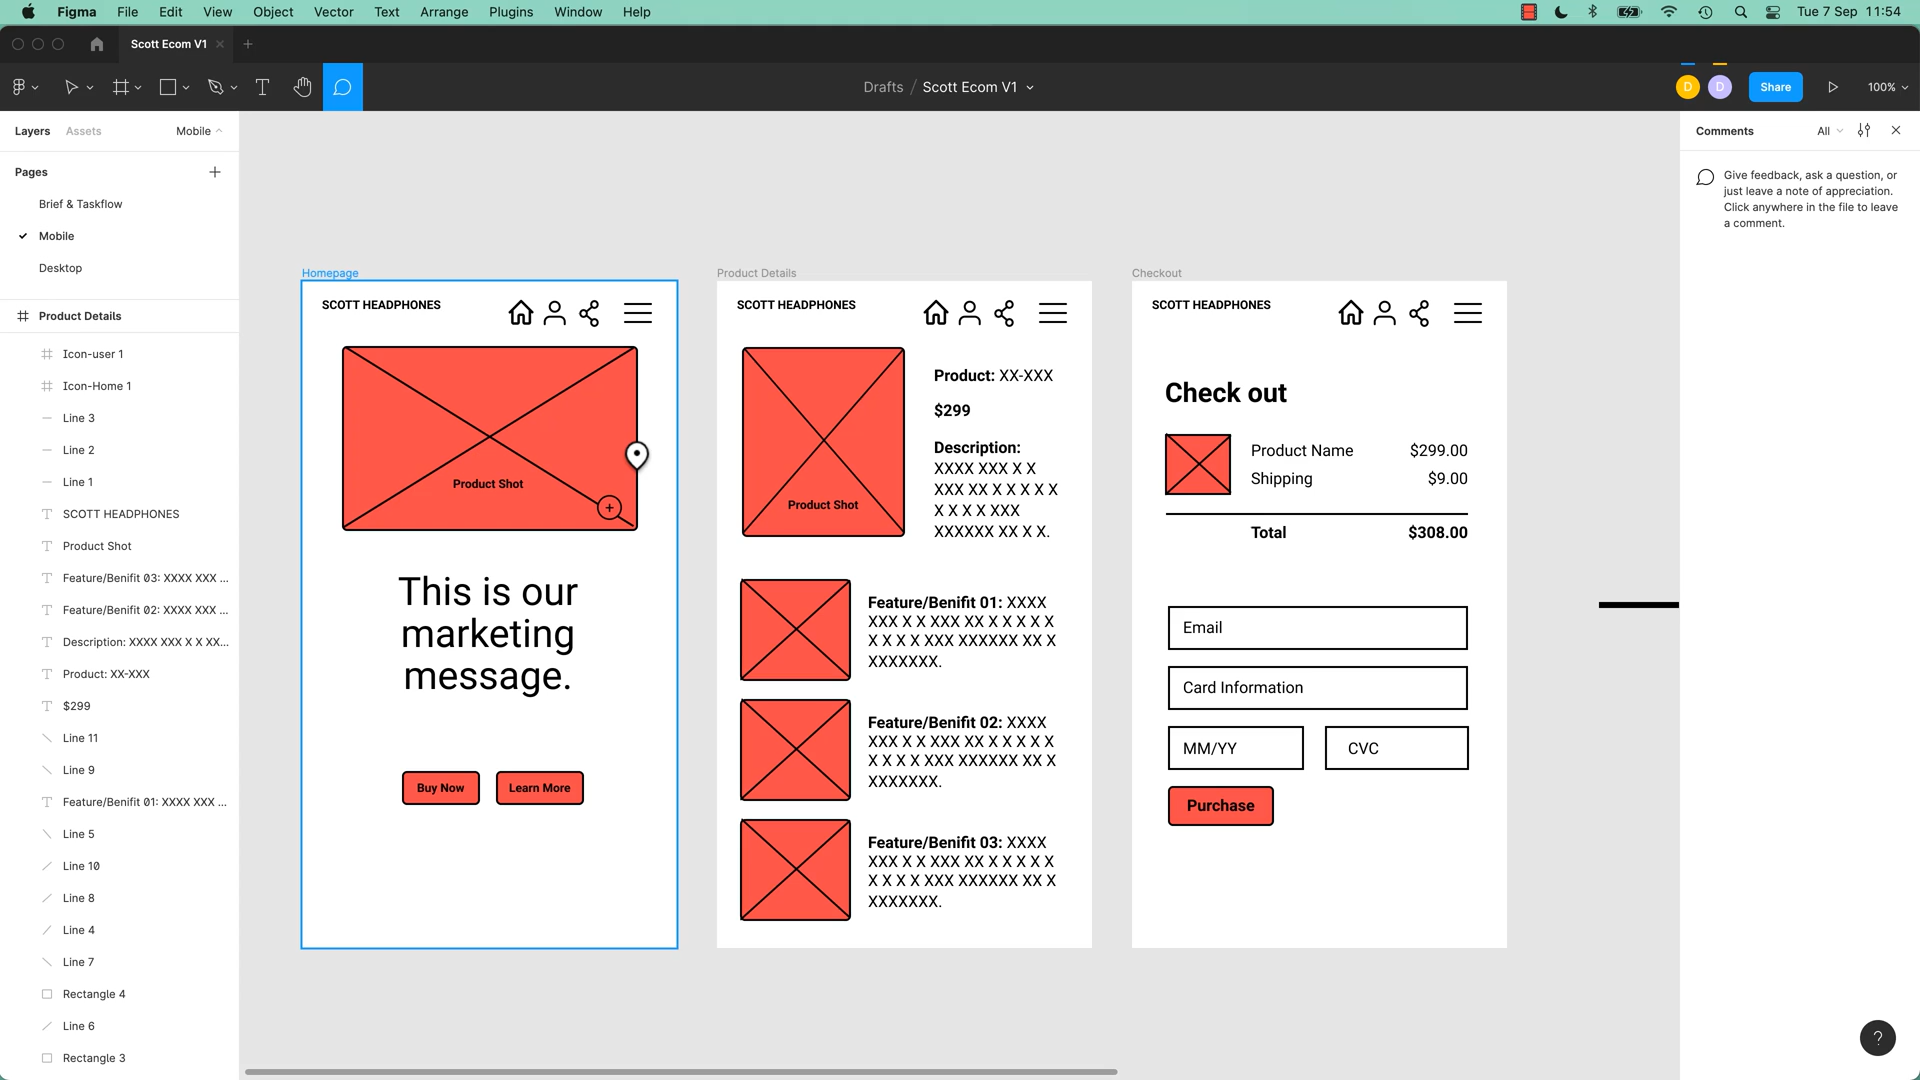 Figma File Edit View Object Vector Text Arrange Plugins Window Help Tue 7 Sep 11:54
Scott Ecom V1
Drafts / Scott Ecom V1
D D Share 100%
Layers Assets Mobile
Pages
Brief & Taskflow
Mobile
Desktop
Product Details
Icon-user 1
Icon-Home 1
Line 3
Line 2
Line 1
SCOTT HEADPHONES
Product Shot
Feature/Benifit 03: XXXX XXX ...
Feature/Benifit 02: XXXX XXX ...
Description: XXXX XXX X X XX...
Product: XX-XXX
$299
Line 11
Line 9
Feature/Benifit 01: XXXX XXX ...
Line 5
Line 10
Line 8
Line 4
Line 7
Rectangle 4
Line 6
Rectangle 3
Homepage
SCOTT HEADPHONES
Product Shot
This is our
marketing
message.
Buy Now
Learn More
Product Details
SCOTT HEADPHONES
Product Shot
Product: XX-XXX
$299
Description:
XXXX XXX X X
XXX XX X X X X X
X X X X XXX
XXXXXX XX X X.
Feature/Benifit 01: XXXX
XXX X X XXX XX X X X X X
X X X X XXX XXXXXX XX X
XXXXXXX.
Feature/Benifit 02: XXXX
XXX X X XXX XX X X X X X
X X X X XXX XXXXXX XX X
XXXXXXX.
Feature/Benifit 03: XXXX
XXX X X XXX XX X X X X X
X X X X XXX XXXXXX XX X
XXXXXXX.
Checkout
SCOTT HEADPHONES
Check out
Product Name $299.00
Shipping $9.00
Total $308.00
Email
Card Information
MM/YY
CVC
Purchase
Comments All
Give feedback, ask a question, or
just leave a note of appreciation.
Click anywhere in the file to leave
a comment.
?